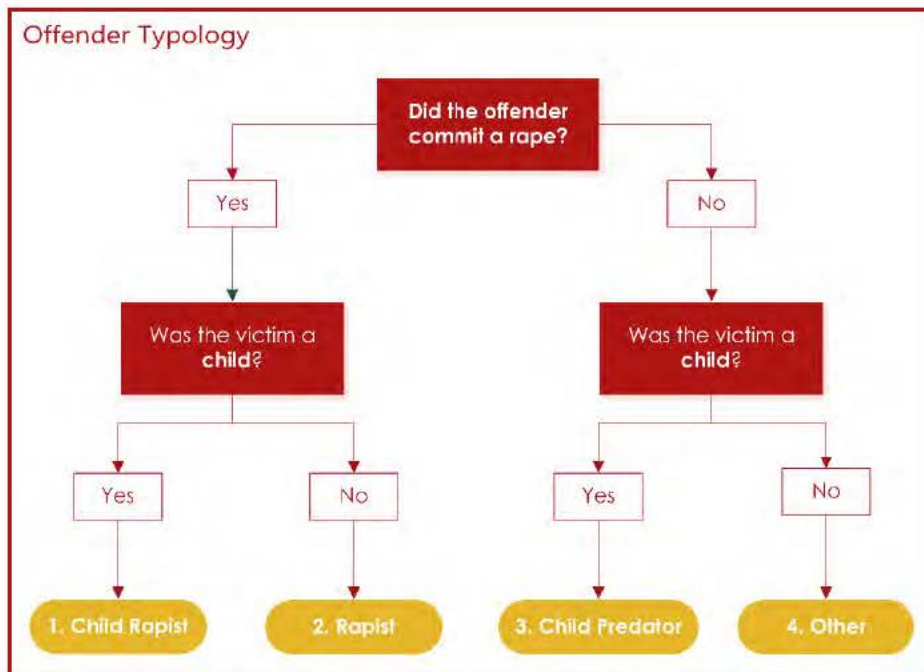 Offender Typology
Did the offender
commit a rape?
Yes
No
Was the victim a
child?
Was the victim a
child?
Yes
No
Yes
No
1. Child Rapist
2. Rapist
3. Child Predator
4. Other